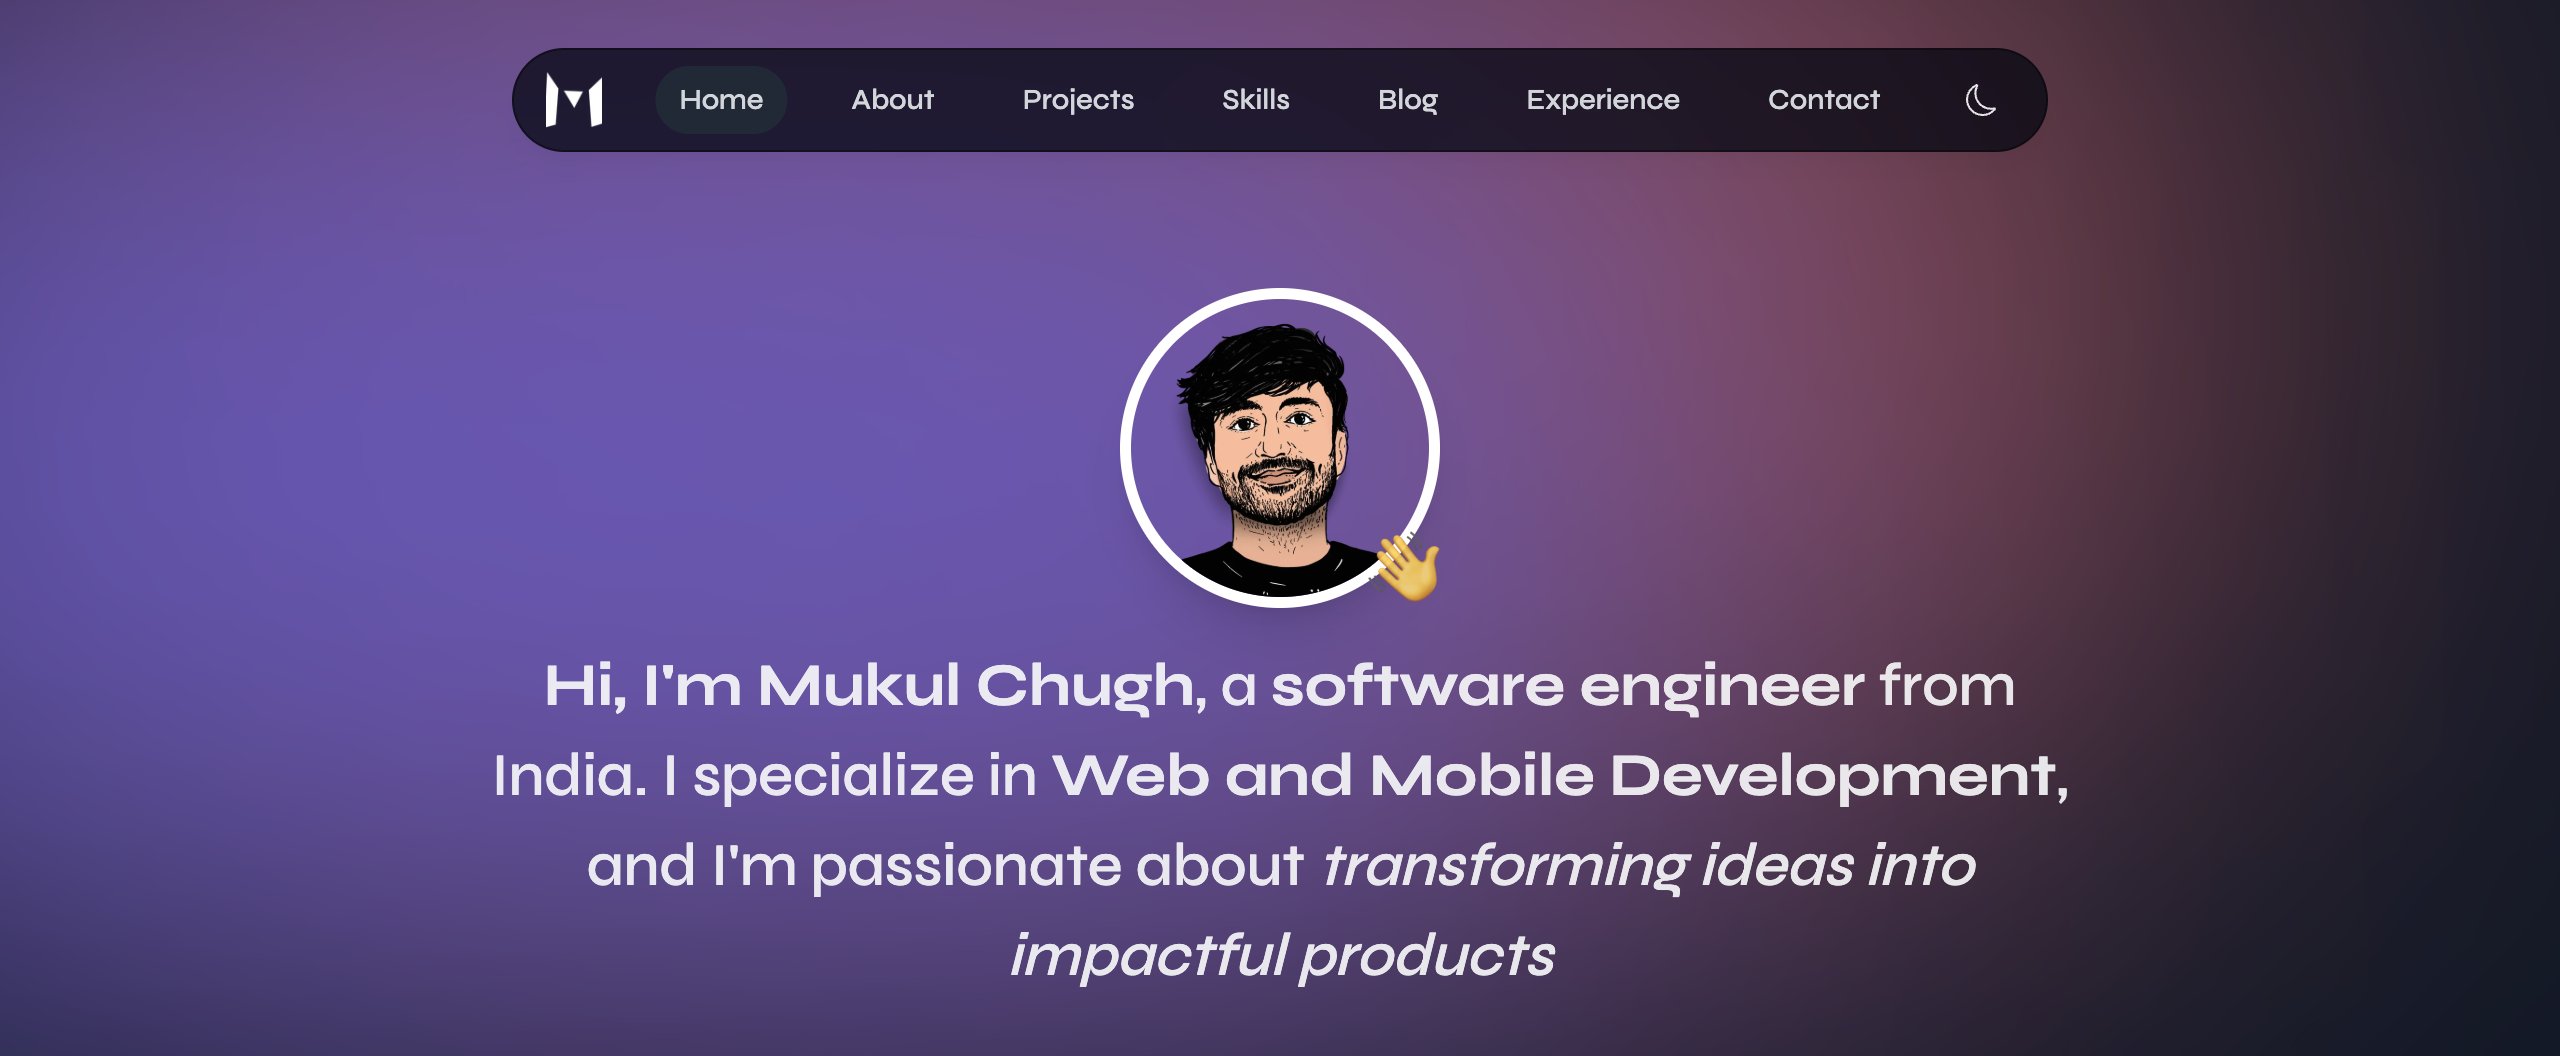 Home About Projects Skills Blog Experience Contact
Hi, I'm Mukul Chugh, a software engineer from
India. I specialize in Web and Mobile Development,
and I'm passionate about transforming ideas into
impactful products